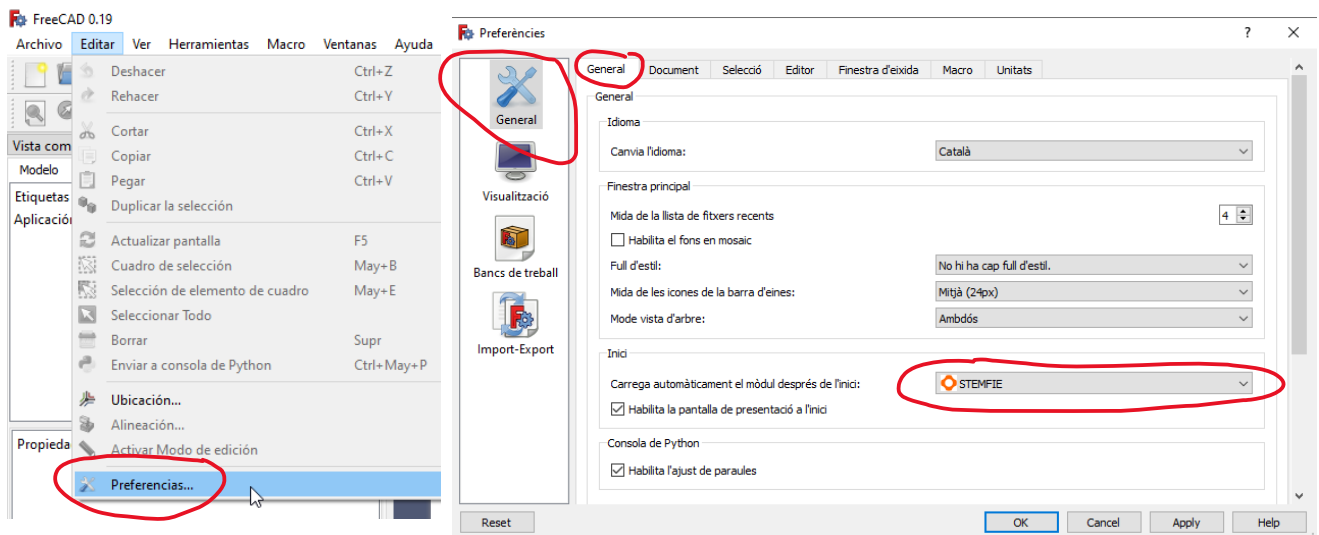 FreeCAD 0.19
Archivo Editar Ver Herramientas Macro Ventanas Ayuda
Deshacer Ctrl+Z
Rehacer Ctrl+Y
Cortar Ctrl+X
Copiar Ctrl+C
Pegar Ctrl+V
Duplicar la selección
Actualizar pantalla F5
Cuadro de selección May+B
Selección de elemento de cuadro May+E
Seleccionar Todo
Borrar Supr
Enviar a consola de Python Ctrl+May+P
Ubicación...
Alineación...
Activar Modo de edición
Preferencias...
Vista com
Modelo
Etiquetas
Aplicació
Propieda
Preferències
? ×
General
Visualització
Bancs de treball
Import-Export
General Document Selecció Editor Finestra d'eixida Macro Unitats
General
Idioma
Canvia l'idioma: Català
Finestra principal
Mida de la llista de fitxers recents 4
Habilita el fons en mosaic
Full d'estil: No hi ha cap full d'estil.
Mida de les icones de la barra d'eines: Mitjà (24px)
Mode vista d'arbre: Ambdós
Inici
Carrega automàticament el mòdul després de l'inici: STEMFIE
Habilita la pantalla de presentació a l'inici
Consola de Python
Habilita l'ajust de paraules
Reset OK Cancel Apply Help